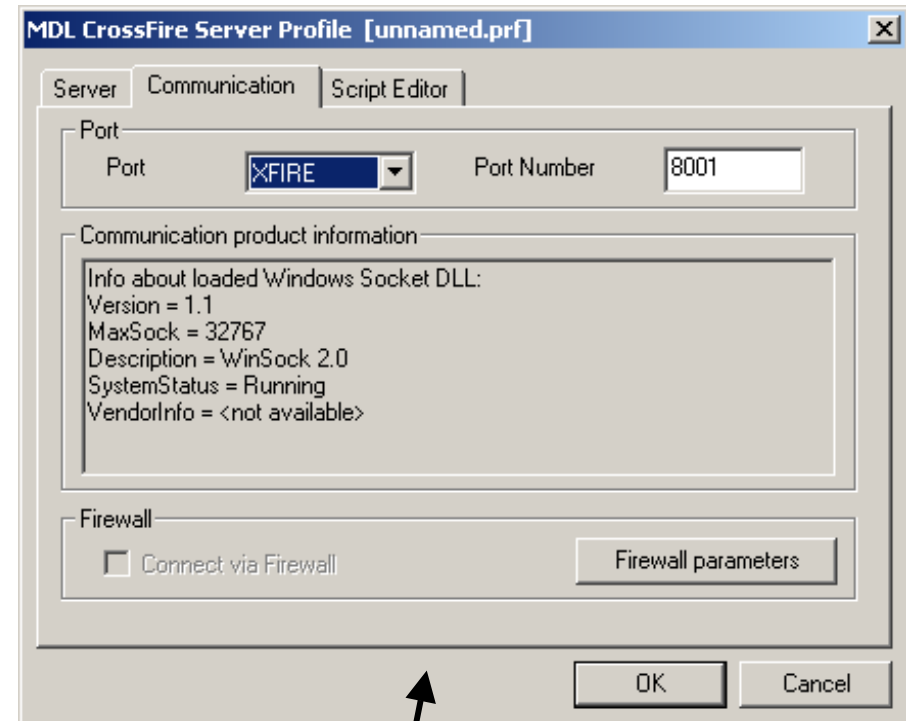 MDL CrossFire Server Profile [unnamed.prf]
Server Communication Script Editor
Port
Port XFIRE Port Number 8001
Communication product information
Info about loaded Windows Socket DLL:
Version = 1.1
MaxSock = 32767
Description = WinSock 2.0
SystemStatus = Running
VendorInfo = <not available>
Firewall
Connect via Firewall Firewall parameters
OK Cancel